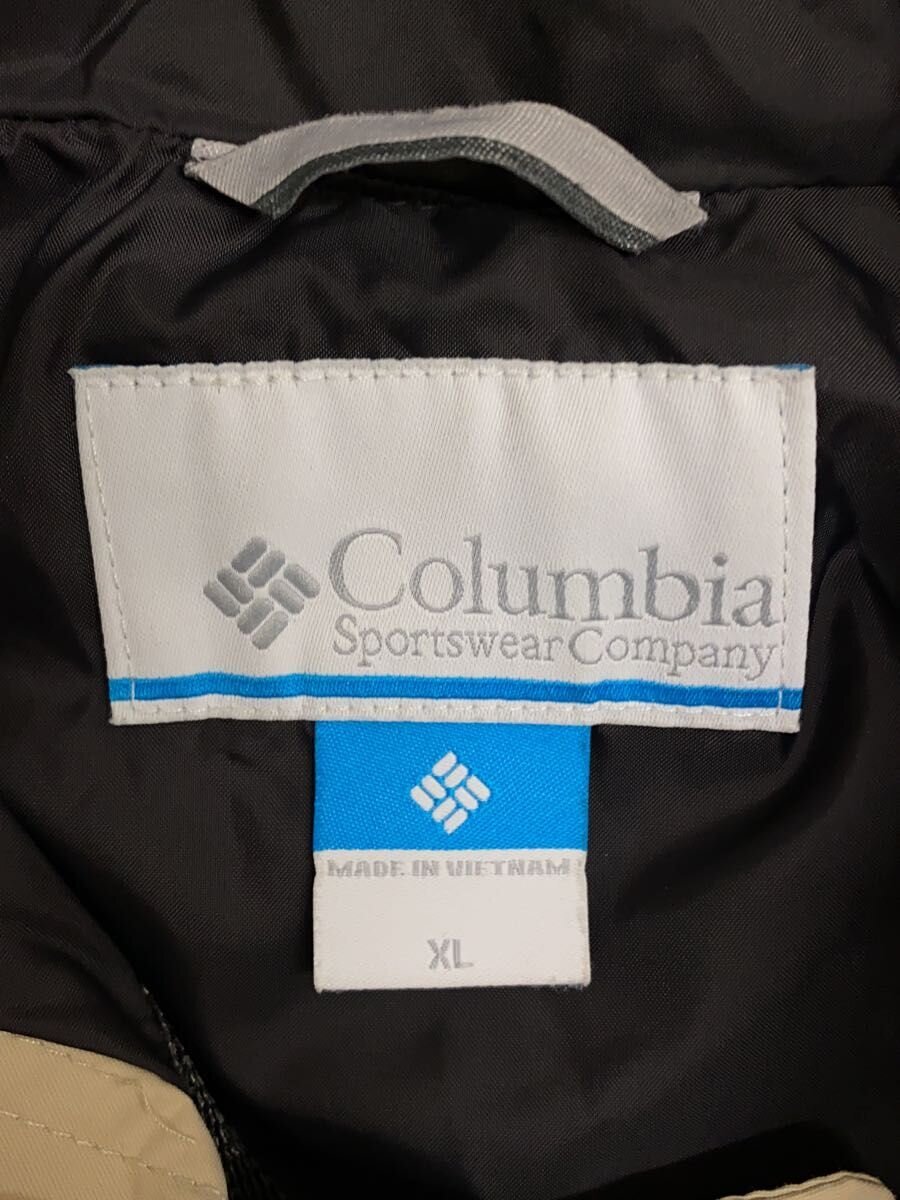 Columbia
Sportswear Company
MADE IN VIETNAM
XL